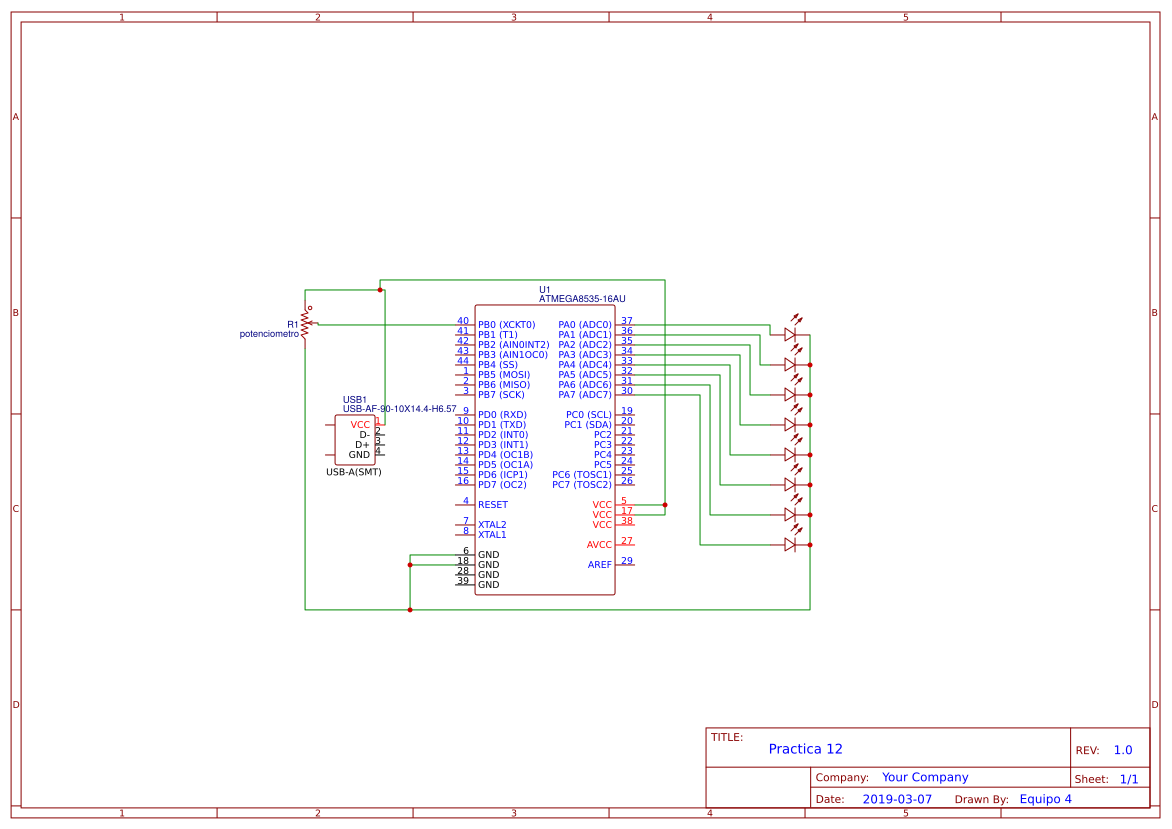 1 2 3 4 5
A A
B B
C C
D D
1 2 3 4 5
R1
potenciometro
USB1
USB-AF-90-10X14.4-H6.57
VCC 1
D- 2
D+ 3
GND 4
USB-A(SMT)
U1
ATMEGA8535-16AU
40 PB0 (XCKT0) PA0 (ADC0) 37
41 PB1 (T1) PA1 (ADC1) 36
42 PB2 (AIN0INT2) PA2 (ADC2) 35
43 PB3 (AIN1OC0) PA3 (ADC3) 34
44 PB4 (SS) PA4 (ADC4) 33
1 PB5 (MOSI) PA5 (ADC5) 32
2 PB6 (MISO) PA6 (ADC6) 31
3 PB7 (SCK) PA7 (ADC7) 30
9 PD0 (RXD) PC0 (SCL) 19
10 PD1 (TXD) PC1 (SDA) 20
11 PD2 (INT0) PC2 21
12 PD3 (INT1) PC3 22
13 PD4 (OC1B) PC4 23
14 PD5 (OC1A) PC5 24
15 PD6 (ICP1) PC6 (TOSC1) 25
16 PD7 (OC2) PC7 (TOSC2) 26
4 RESET VCC 5
VCC 17
7 XTAL2 VCC 38
8 XTAL1
AVCC 27
6 GND
18 GND AREF 29
28 GND
39 GND
TITLE:
Practica 12
REV: 1.0
Company: Your Company
Sheet: 1/1
Date: 2019-03-07 Drawn By: Equipo 4